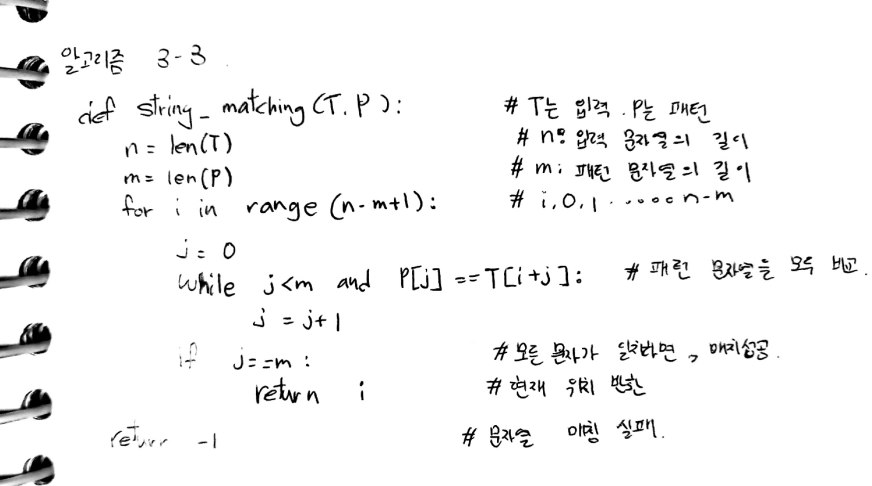 알고리즘 3-3
def string_matching(T, P): # T는 입력. P는 패턴
n = len(T) # n: 입력 문자열의 길이
m = len(P) # m: 패턴 문자열의 길이
for i in range (n-m+1): # i, 0, 1 ...... n-m
j = 0
while j<m and P[j] == T[i+j]: # 패턴 문자열을 모두 비교.
j = j+1
if j==m : # 모든 문자가 일치하면, 매치성공.
return i # 현재 위치 반환
return -1 # 문자열 매칭 실패.